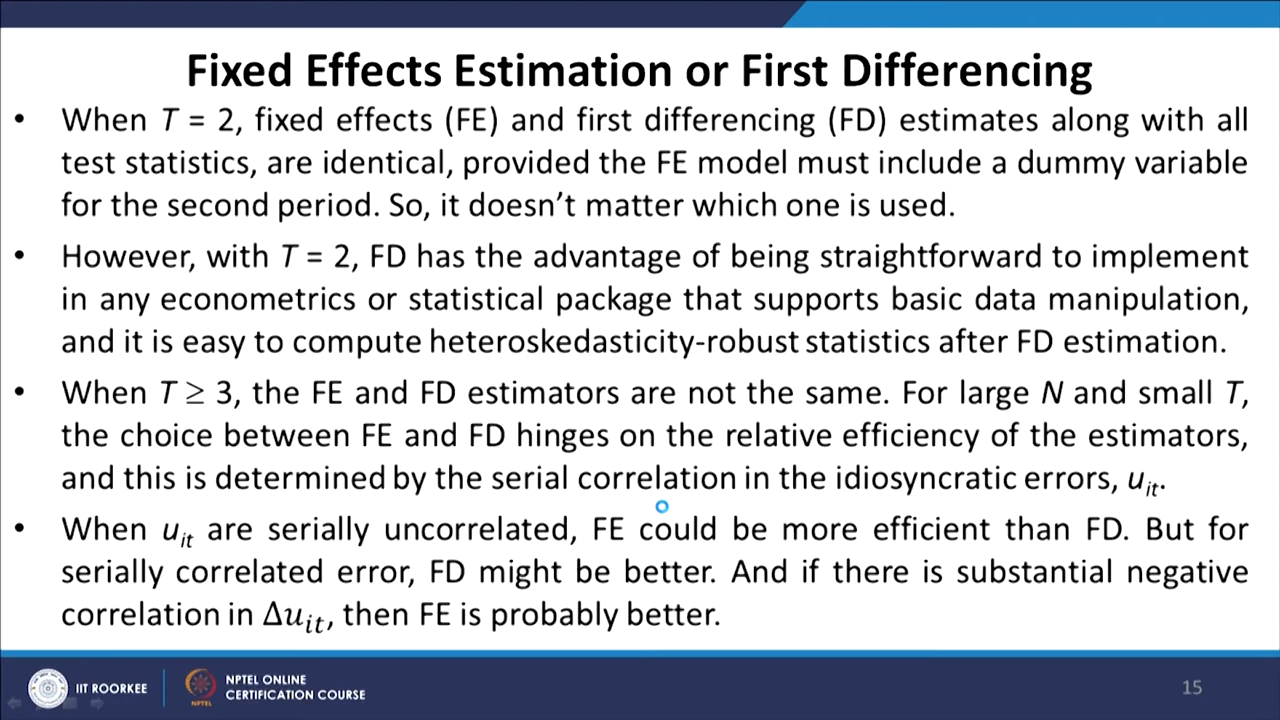 Fixed Effects Estimation or First Differencing
• When T = 2, fixed effects (FE) and first differencing (FD) estimates along with all
test statistics, are identical, provided the FE model must include a dummy variable
for the second period. So, it doesn’t matter which one is used.
• However, with T = 2, FD has the advantage of being straightforward to implement
in any econometrics or statistical package that supports basic data manipulation,
and it is easy to compute heteroskedasticity-robust statistics after FD estimation.
• When T ≥ 3, the FE and FD estimators are not the same. For large N and small T,
the choice between FE and FD hinges on the relative efficiency of the estimators,
and this is determined by the serial correlation in the idiosyncratic errors, uit.
• When uit are serially uncorrelated, FE could be more efficient than FD. But for
serially correlated error, FD might be better. And if there is substantial negative
correlation in Δuit, then FE is probably better.
IIT ROORKEE
NPTEL
NPTEL ONLINE
CERTIFICATION COURSE
15